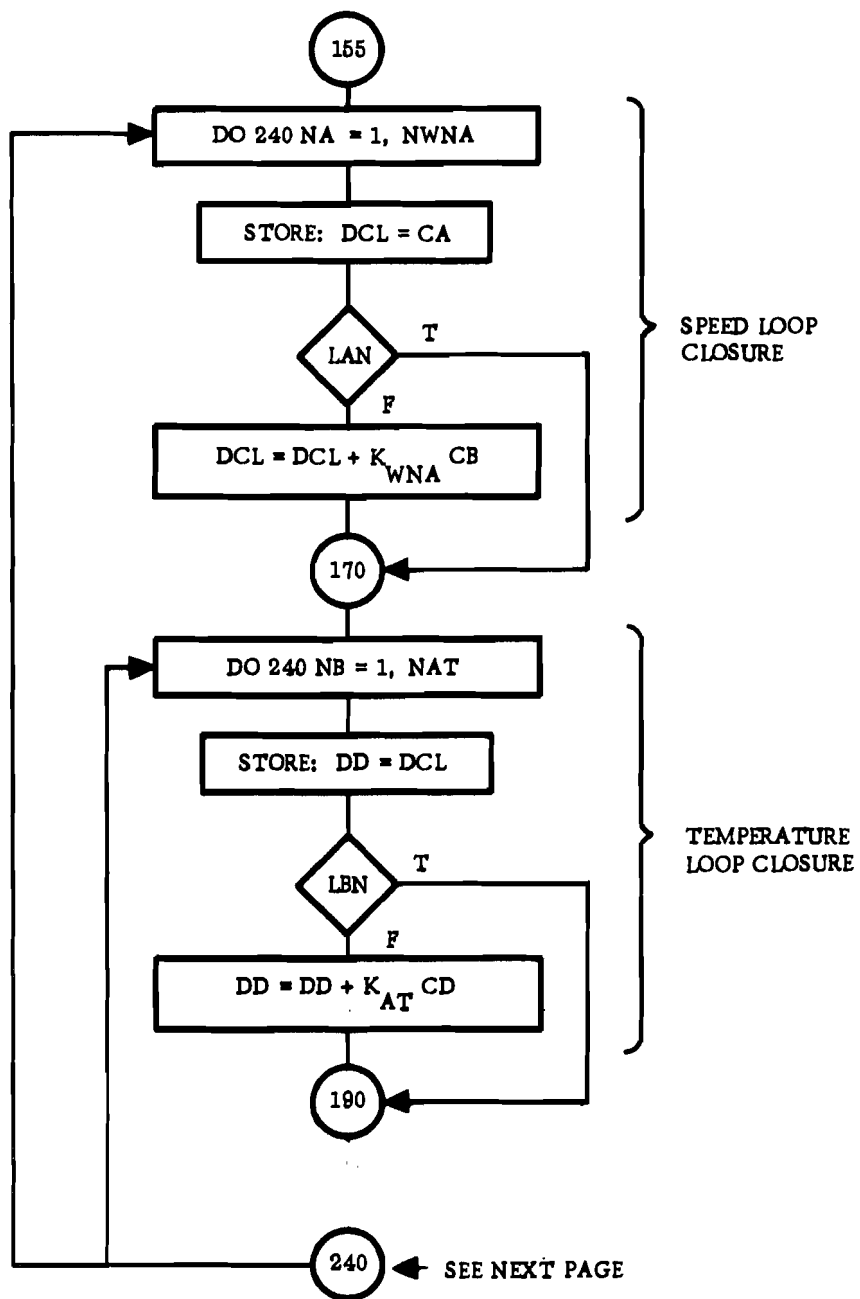 155
DO 240 NA = 1, NWNA
STORE: DCL = CA
LAN
T
F
SPEED LOOP
CLOSURE
DCL = DCL + K_WNA CB
170
DO 240 NB = 1, NAT
STORE: DD = DCL
LBN
T
F
TEMPERATURE
LOOP CLOSURE
DD = DD + K_AT CD
190
240
SEE NEXT PAGE